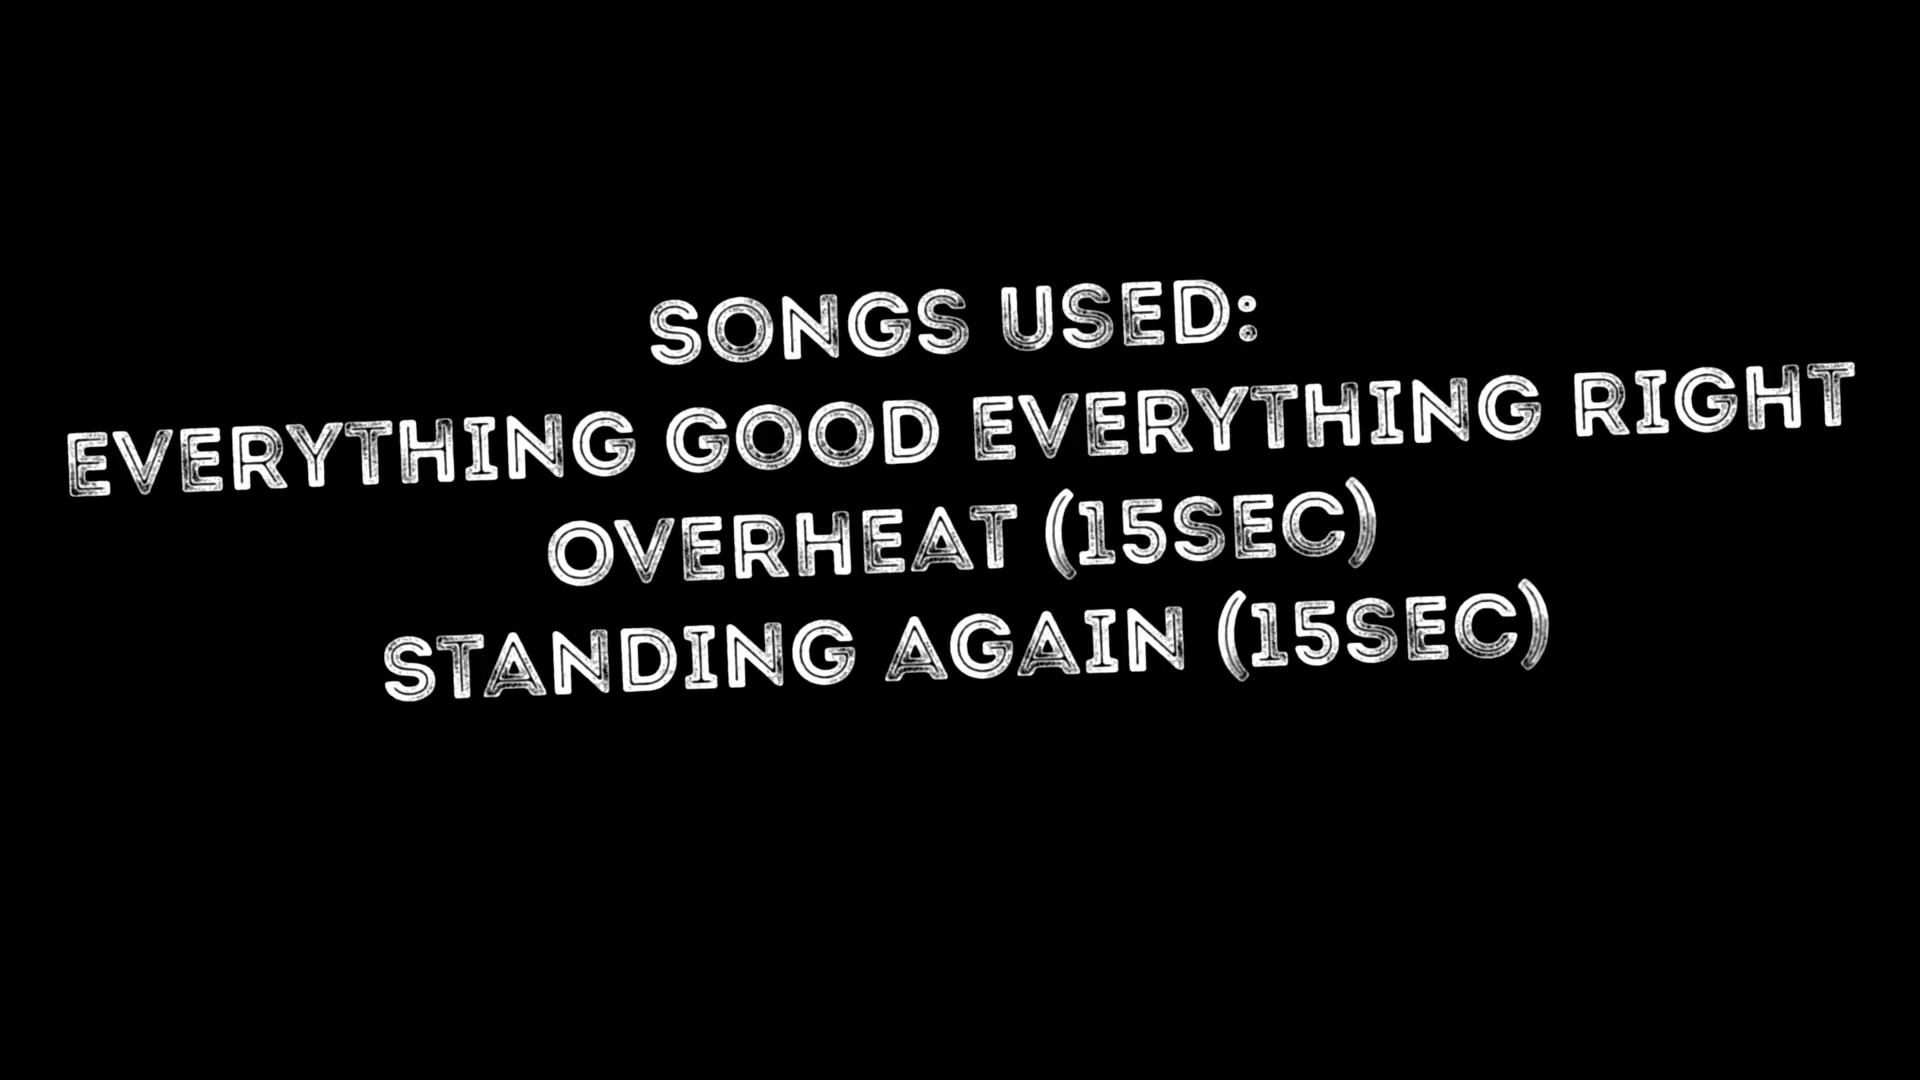 SONGS USED:
EVERYTHING GOOD EVERYTHING RIGHT
OVERHEAT (15SEC)
STANDING AGAIN (15SEC)